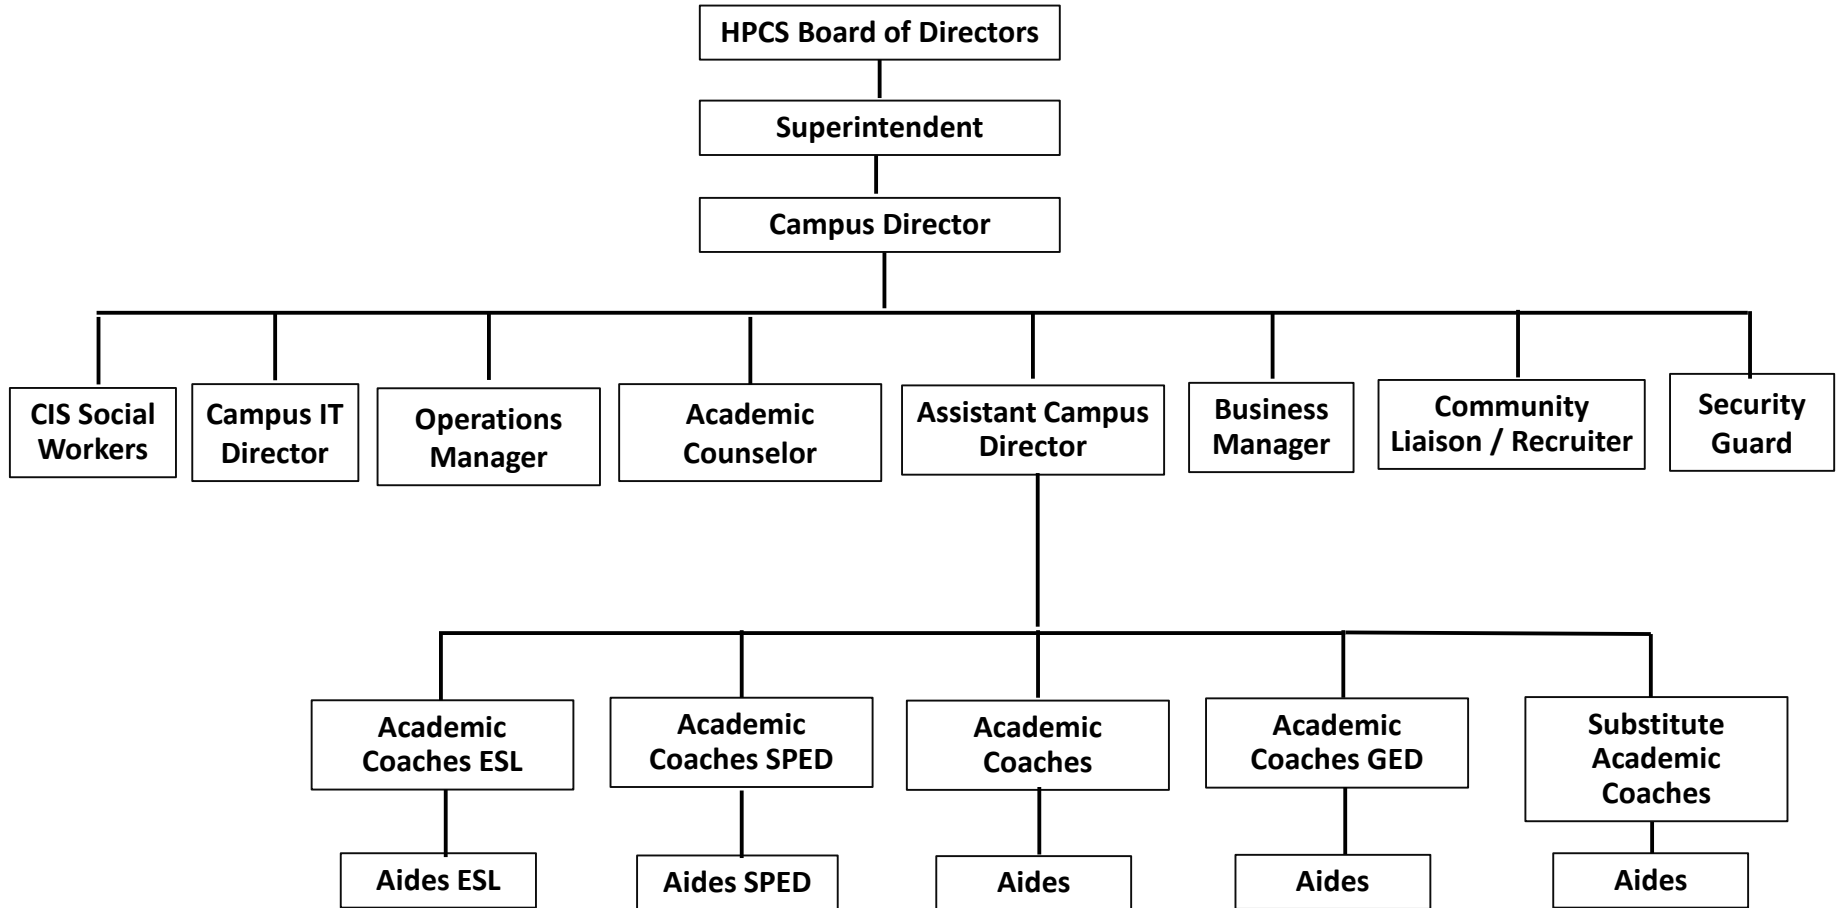 HPCS Board of Directors
Superintendent
Campus Director
CIS Social
Workers
Campus IT
Director
Operations
Manager
Academic
Counselor
Assistant Campus
Director
Business
Manager
Community
Liaison / Recruiter
Security
Guard
Academic
Coaches ESL
Academic
Coaches SPED
Academic
Coaches
Academic
Coaches GED
Substitute
Academic
Coaches
Aides ESL
Aides SPED
Aides
Aides
Aides